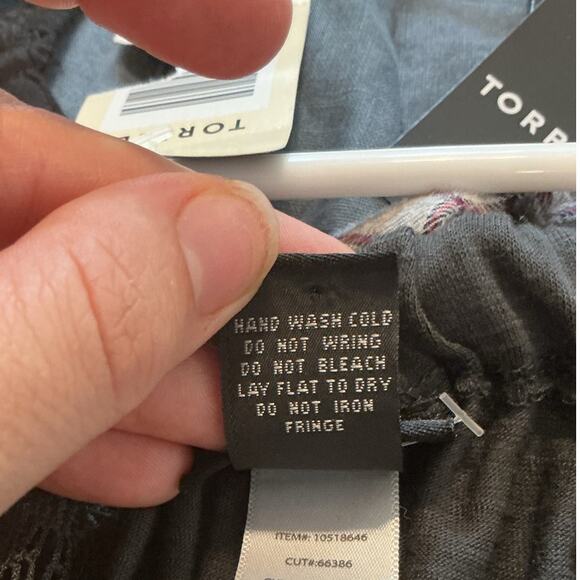 TORR
HAND WASH COLD
DO NOT WRING
DO NOT BLEACH
LAY FLAT TO DRY
DO NOT IRON
FRINGE
ITEM#: 10518646
CUT#:66386